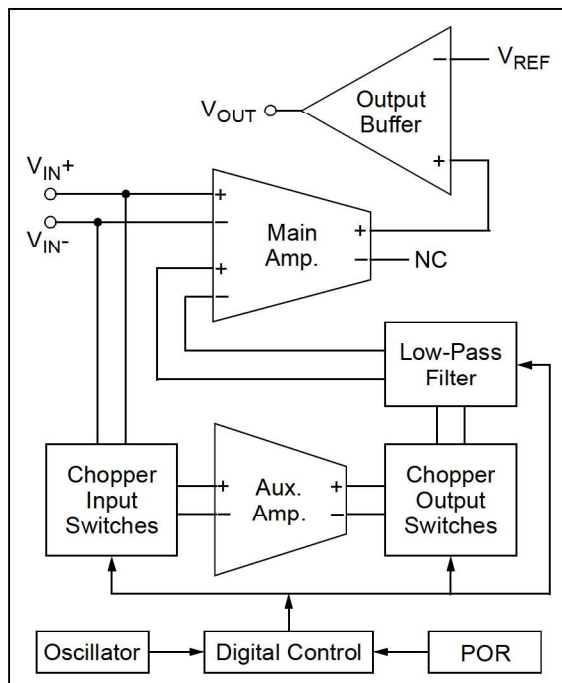 V_REF
Output
Buffer
V_OUT
+
−
V_IN+
V_IN-
+
−
+
−
Main
Amp.
+
−
NC
Low-Pass
Filter
Chopper
Input
Switches
+
−
Aux.
Amp.
+
−
Chopper
Output
Switches
Oscillator
Digital Control
POR